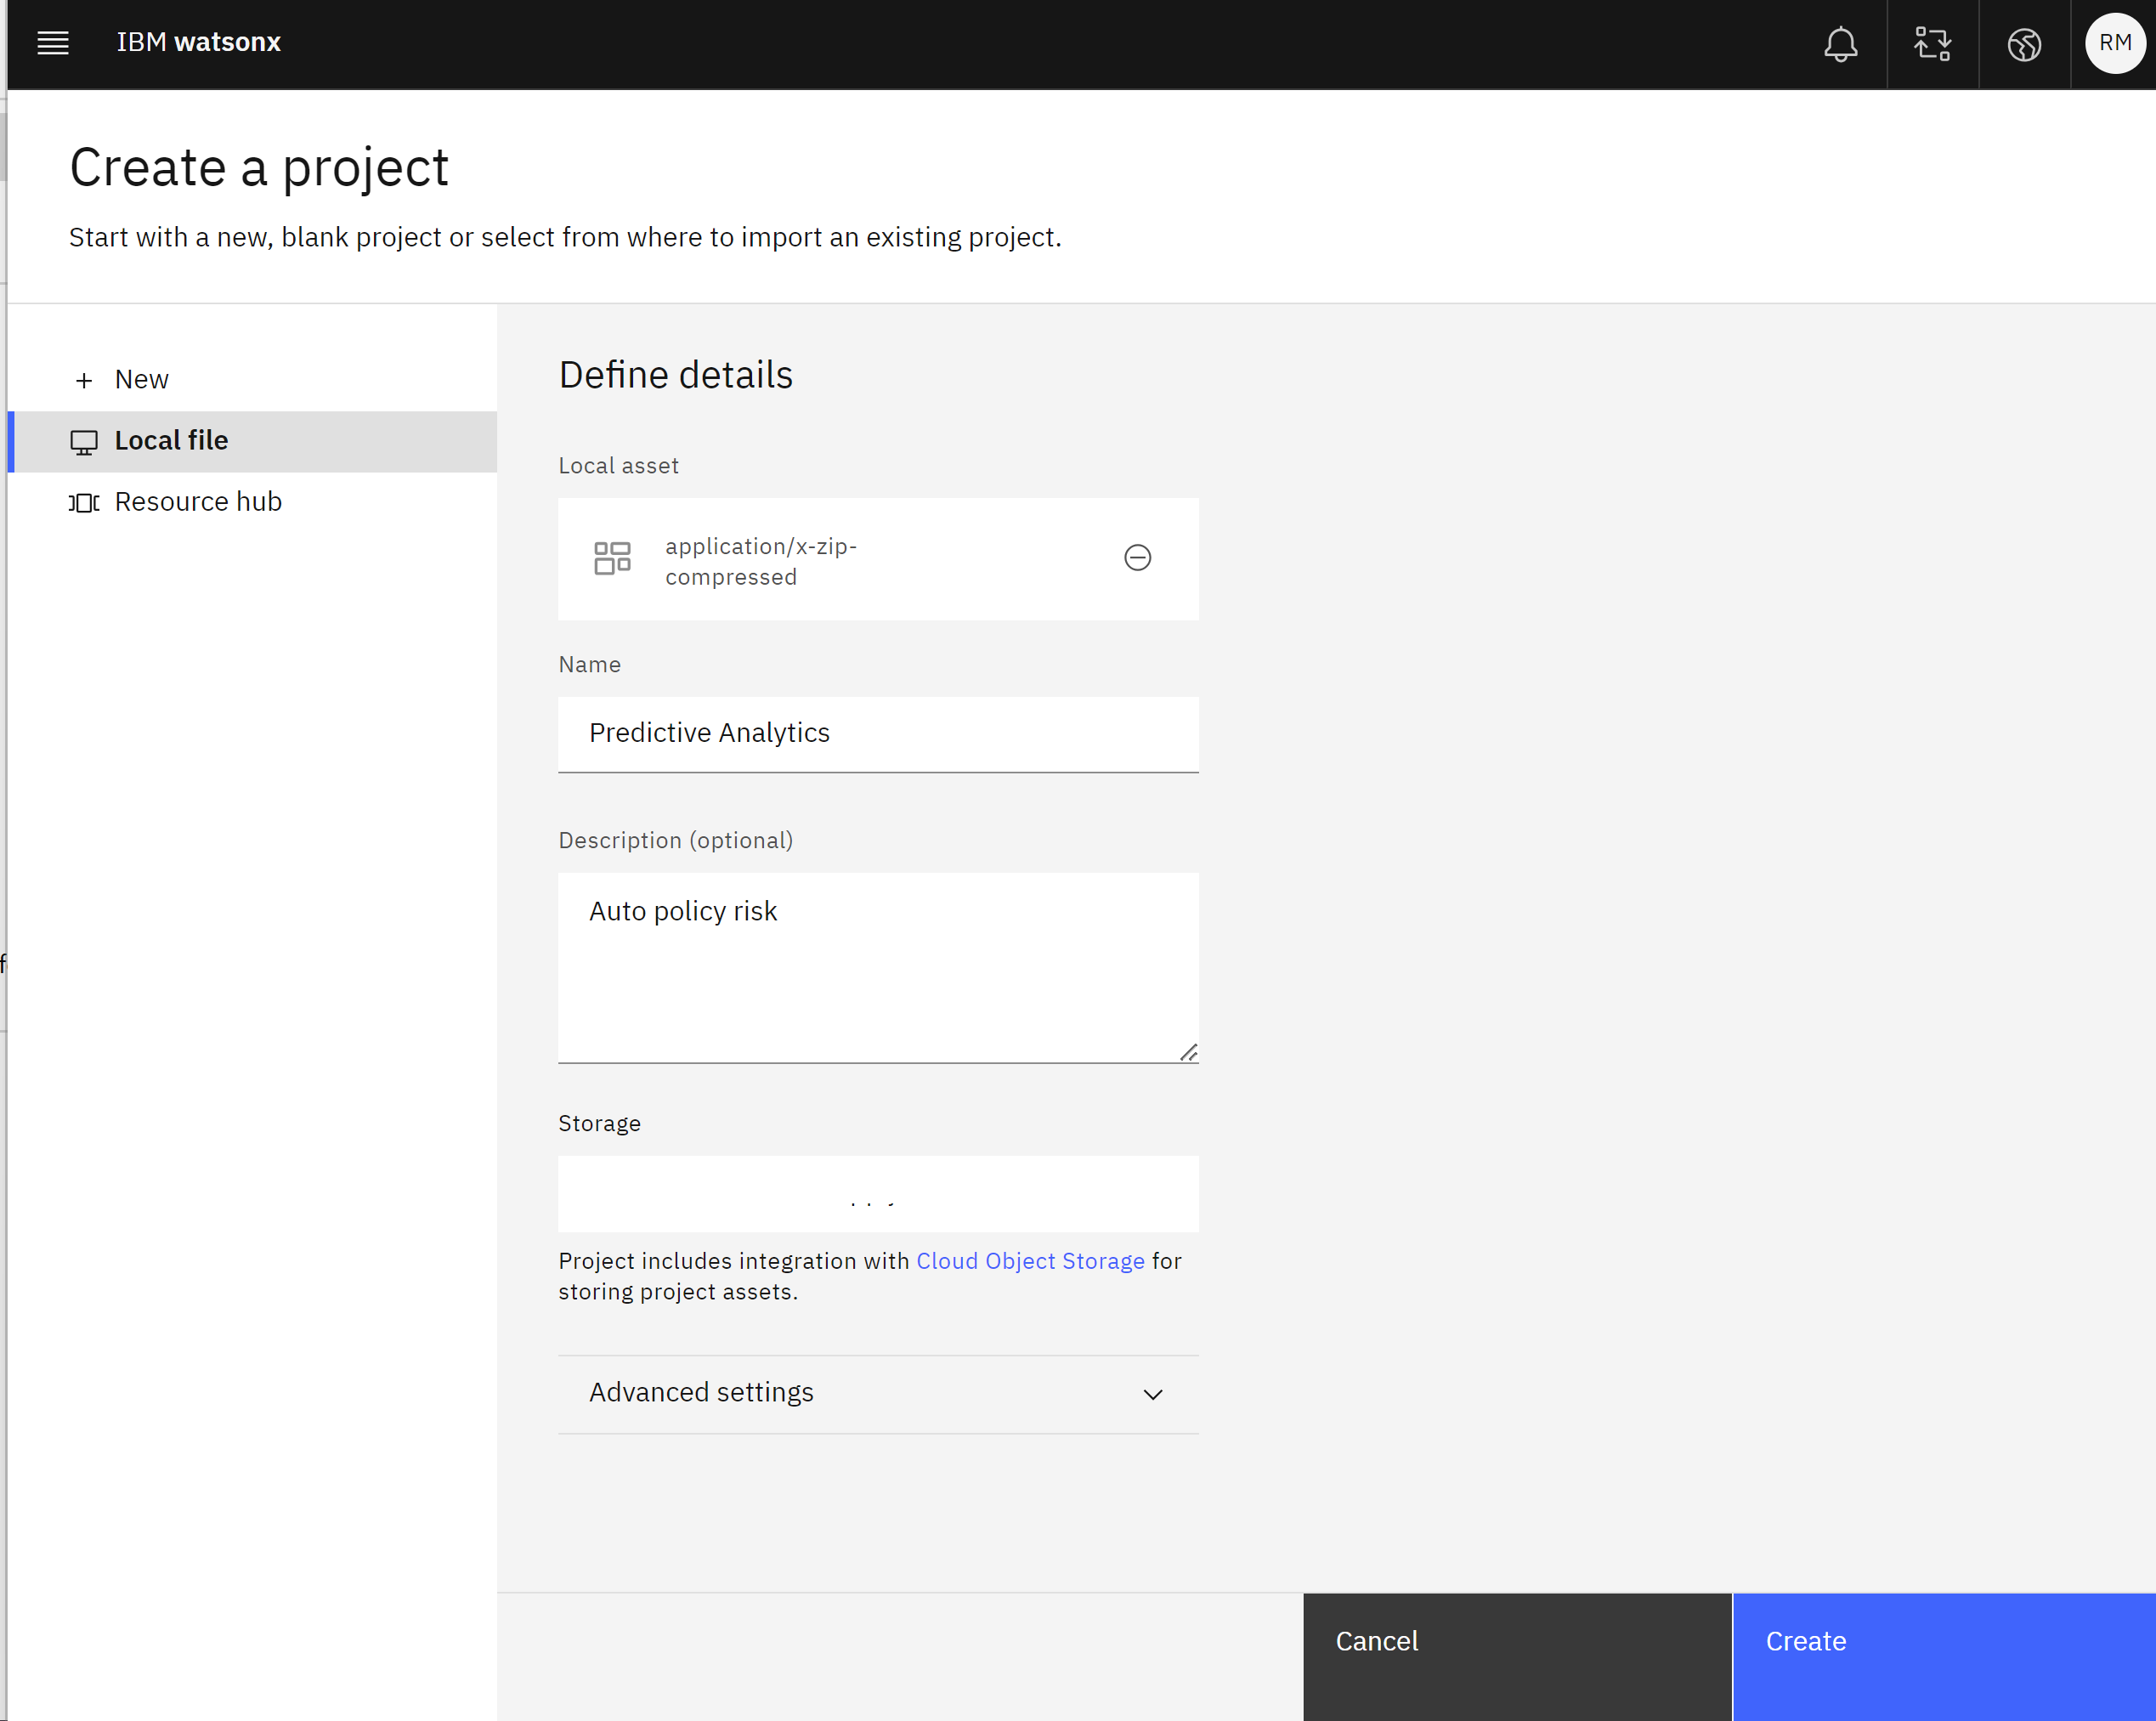 IBM watsonx
RM
Create a project
Start with a new, blank project or select from where to import an existing project.
New
Local file
Resource hub
Define details
Local asset
application/x-zip-
compressed
Name
Predictive Analytics
Description (optional)
Auto policy risk
Storage
Project includes integration with Cloud Object Storage for
storing project assets.
Advanced settings
Cancel
Create